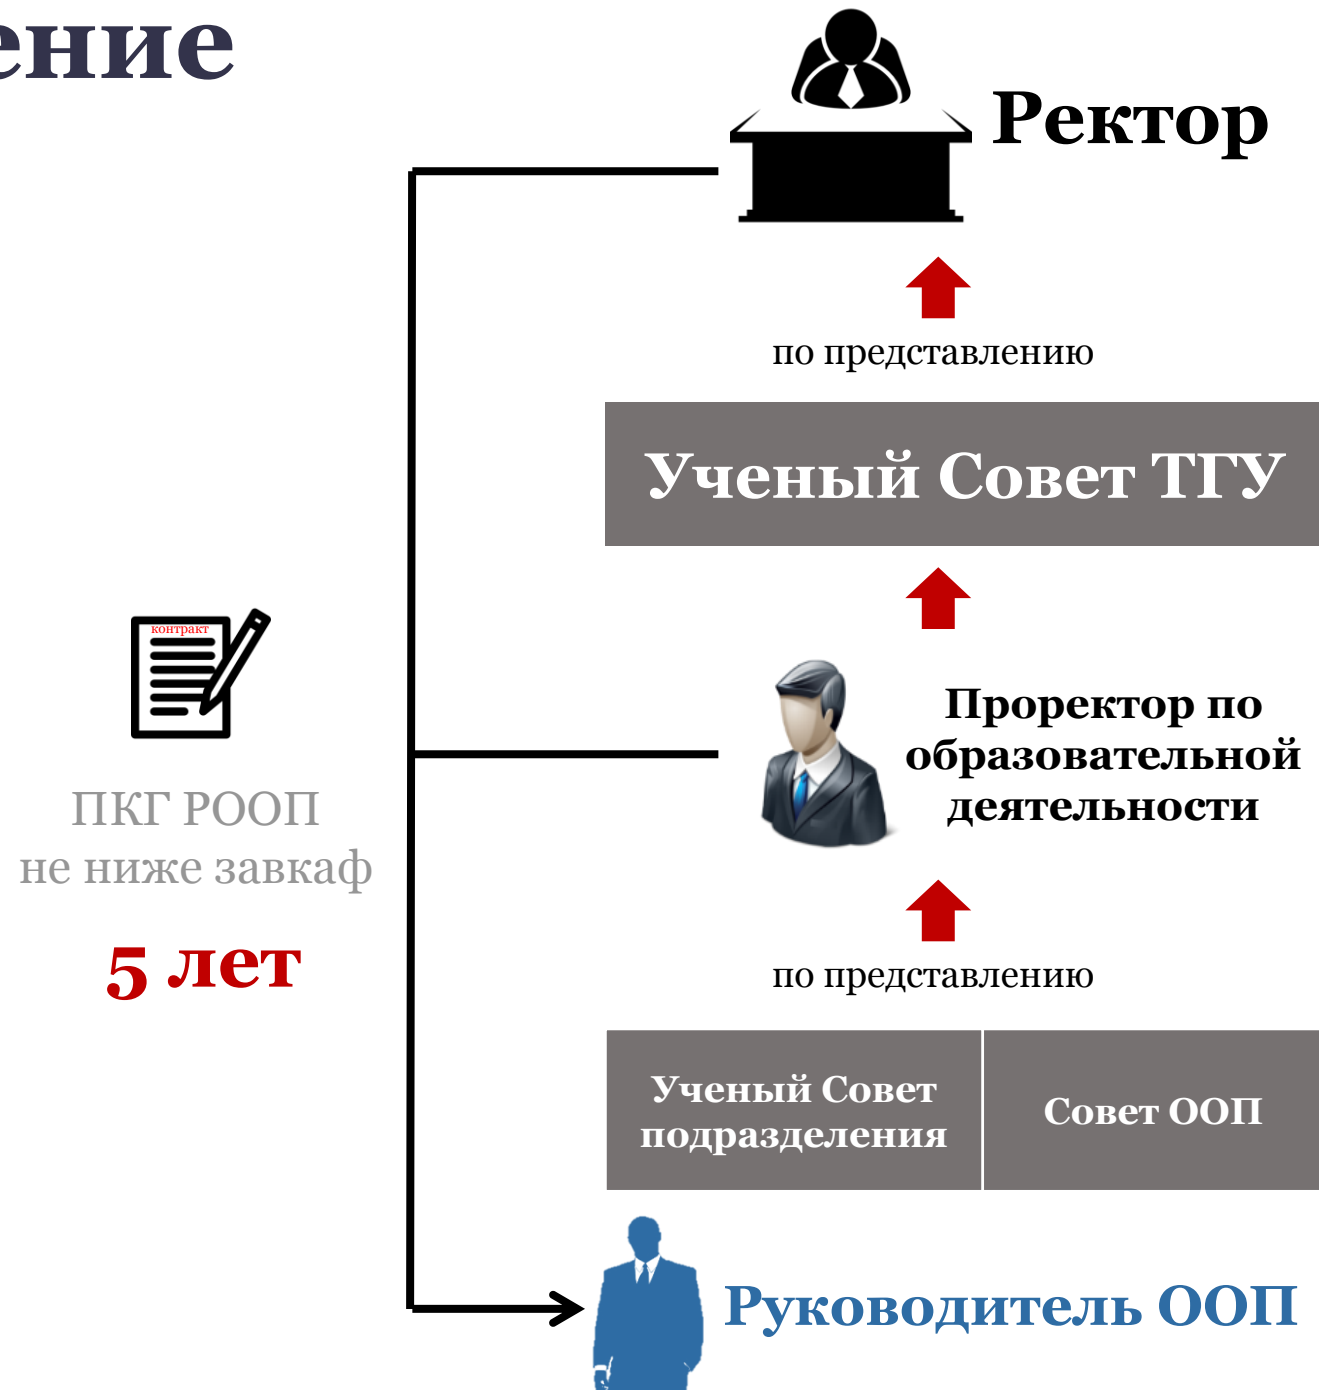 ение
Ректор
по представлению
Ученый Совет ТГУ
контракт
Проректор по
образовательной
деятельности
ПКГ РООП
не ниже завкаф
5 лет
по представлению
Ученый Совет
подразделения
Совет ООП
Руководитель ООП